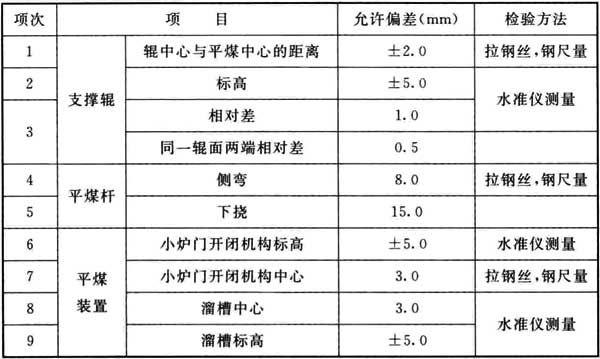 项次 项 目 允许偏差(mm) 检验方法
1 支撑辊 辊中心与平煤中心的距离 ±2.0 拉钢丝,钢尺量
2 标高 ±5.0 水准仪测量
3 相对差 1.0
同一辊面两端相对差 0.5
4 平煤杆 侧弯 8.0 拉钢丝,钢尺量
5 下挠 15.0
6 平煤装置 小炉门开闭机构标高 ±5.0 水准仪测量
7 小炉门开闭机构中心 3.0 拉钢丝,钢尺量
8 溜槽中心 3.0 水准仪测量
9 溜槽标高 ±5.0